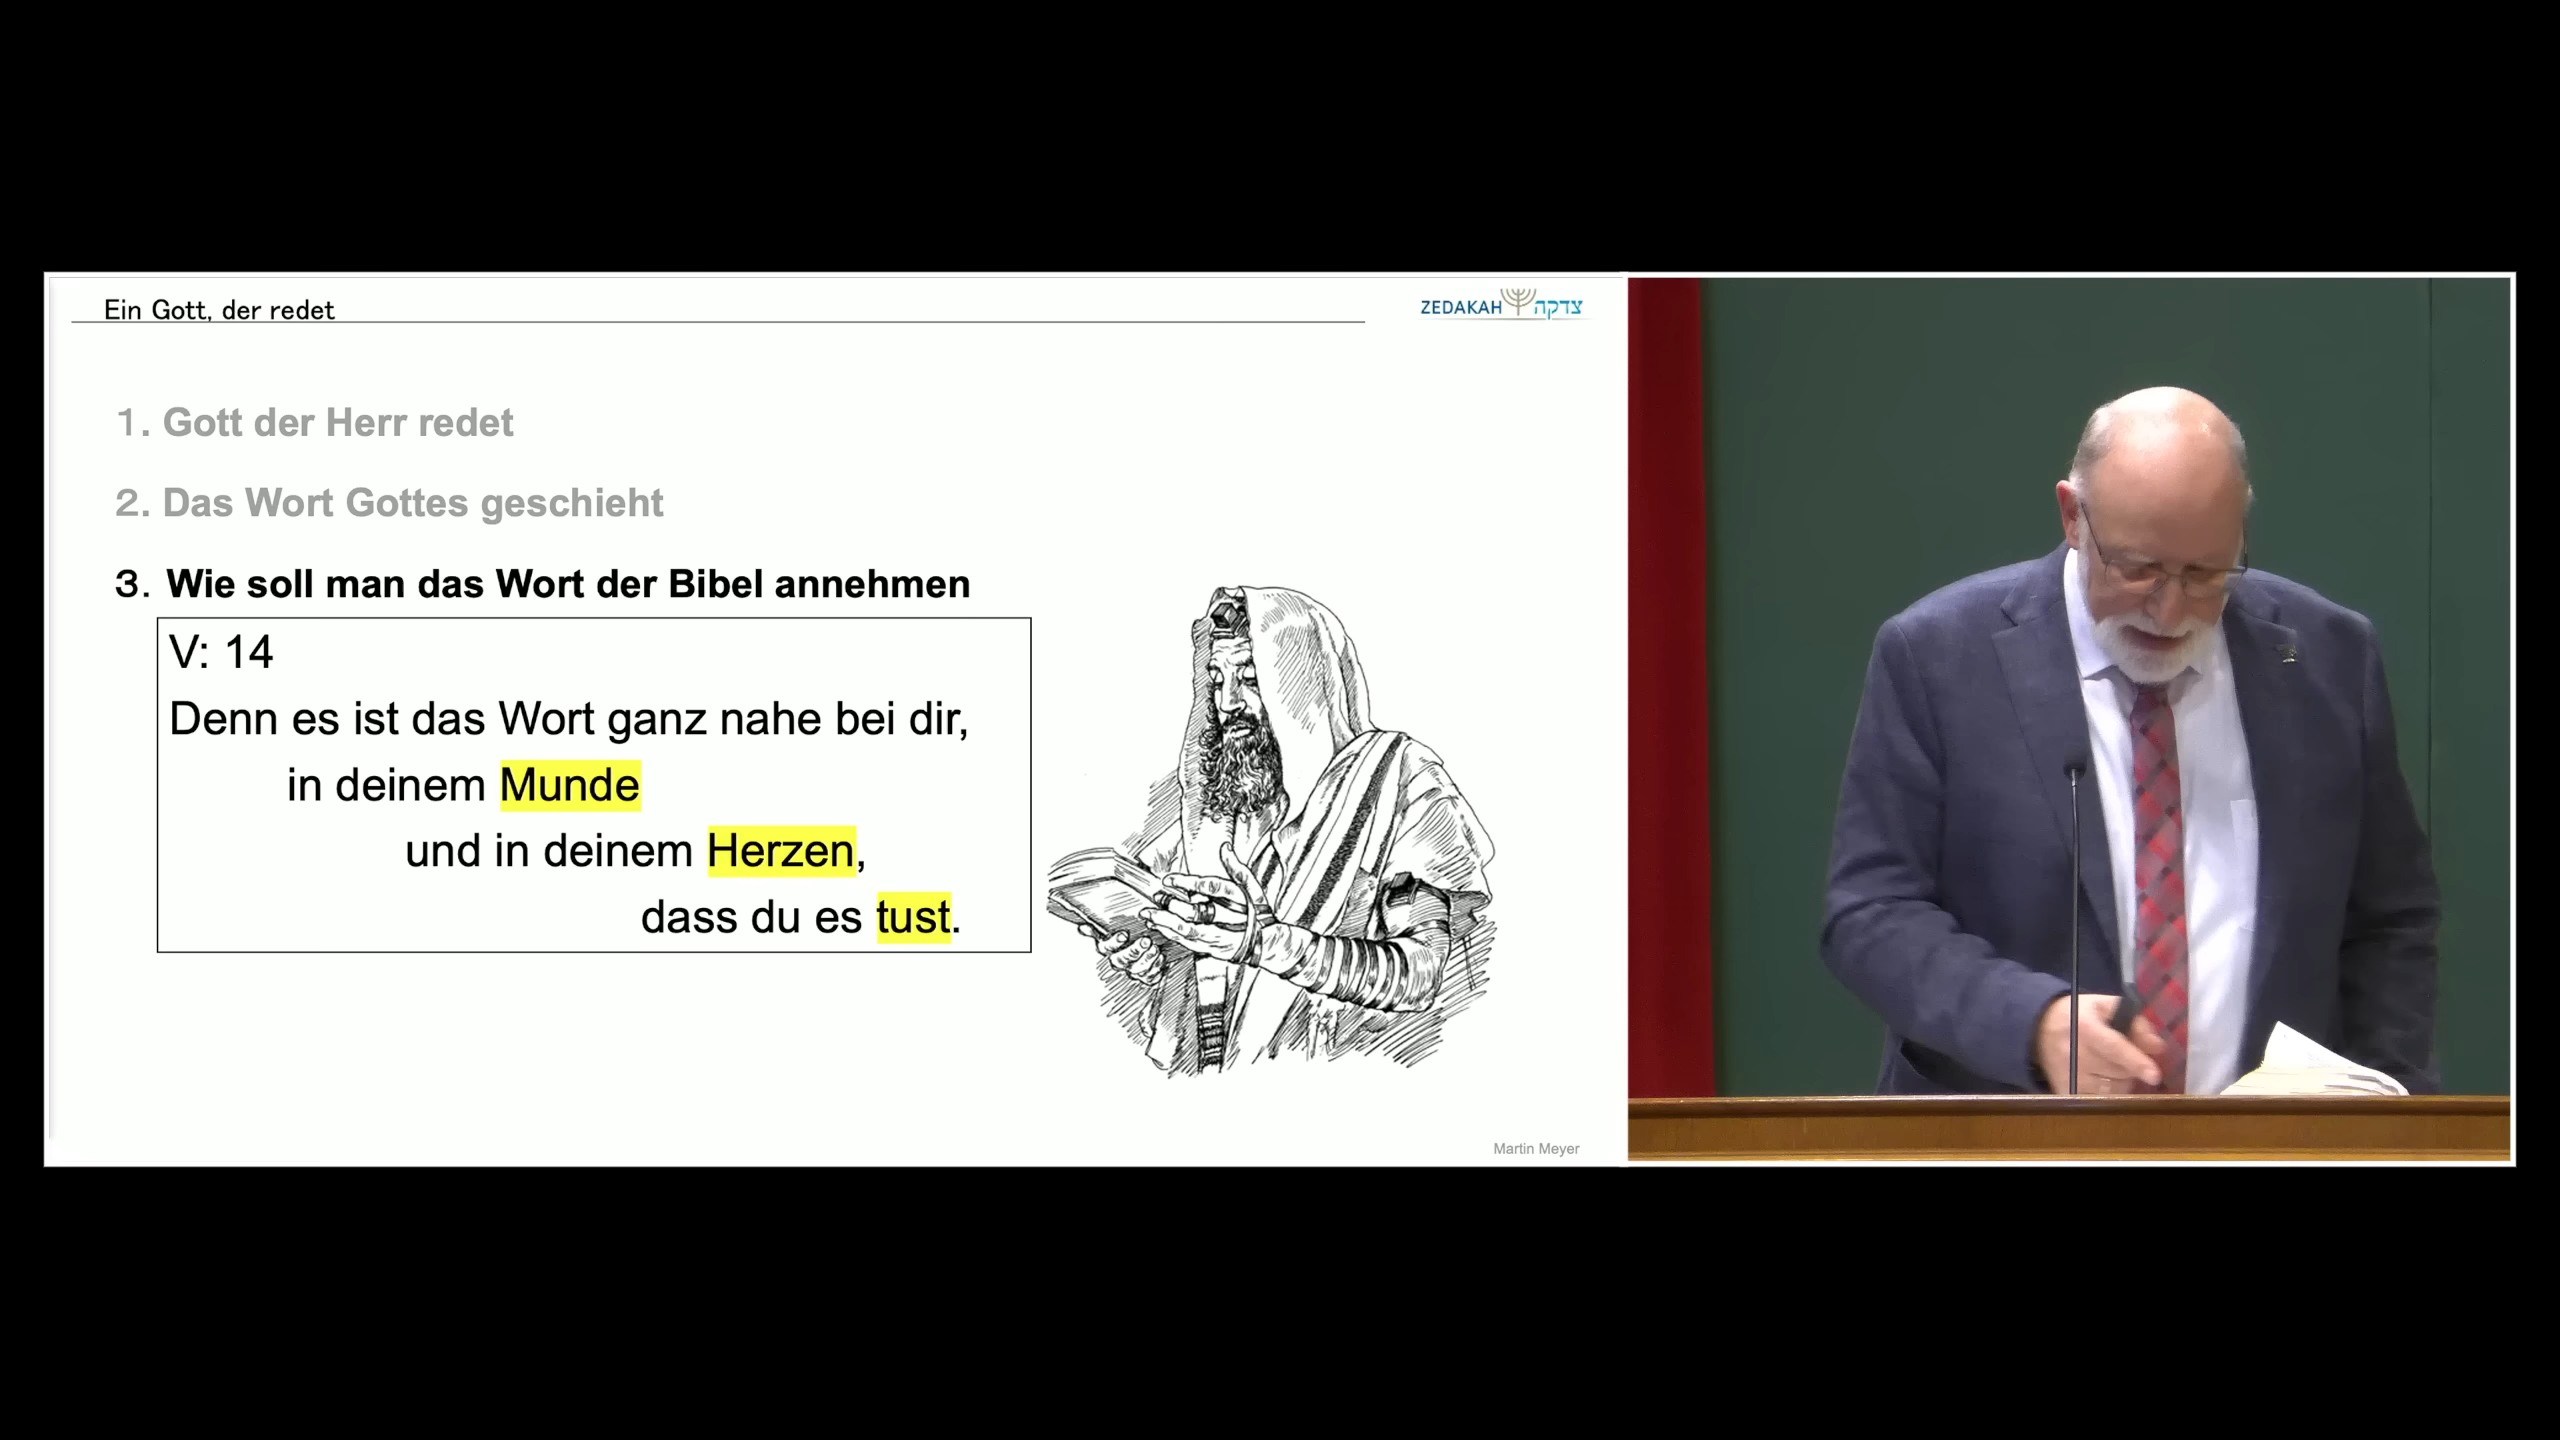 Ein Gott, der redet
ZEDAKAH צדקה
1. Gott der Herr redet
2. Das Wort Gottes geschieht
3. Wie soll man das Wort der Bibel annehmen
V: 14
Denn es ist das Wort ganz nahe bei dir,
in deinem Munde
und in deinem Herzen,
dass du es tust.
Martin Meyer